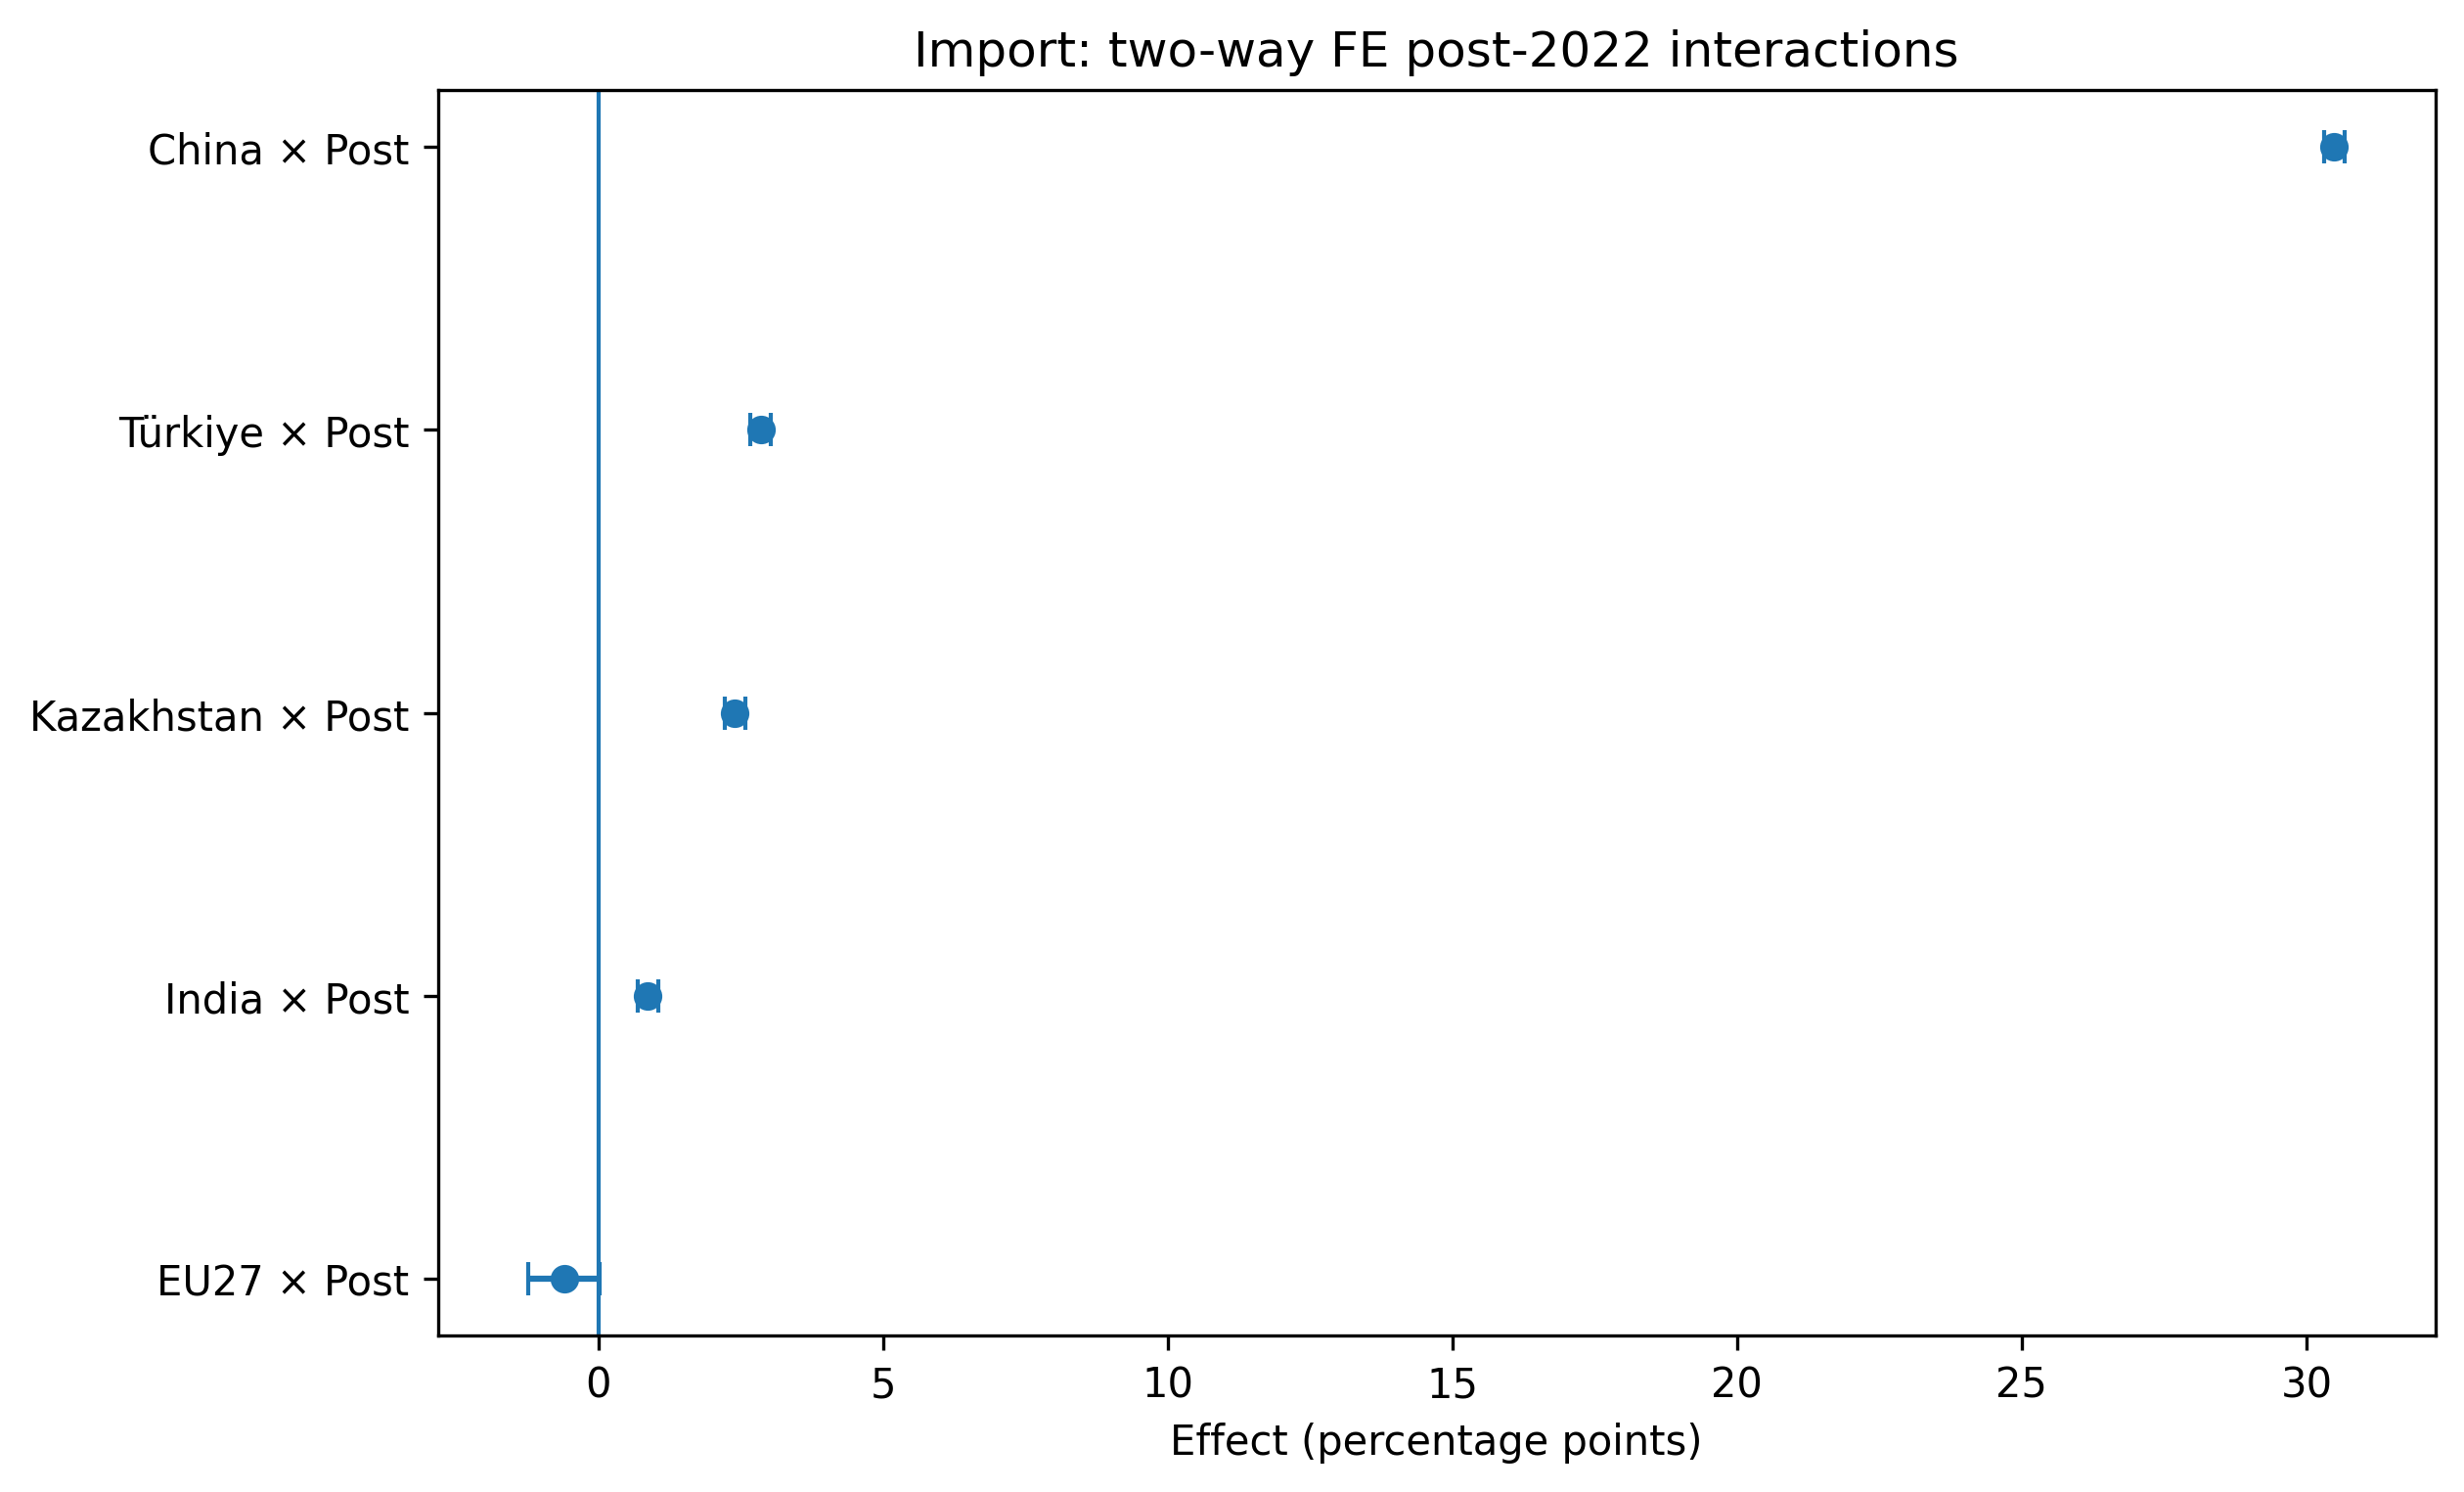 Import: two-way FE post-2022 interactions
China × Post
Türkiye × Post
Kazakhstan × Post
India × Post
EU27 × Post
0 5 10 15 20 25 30
Effect (percentage points)